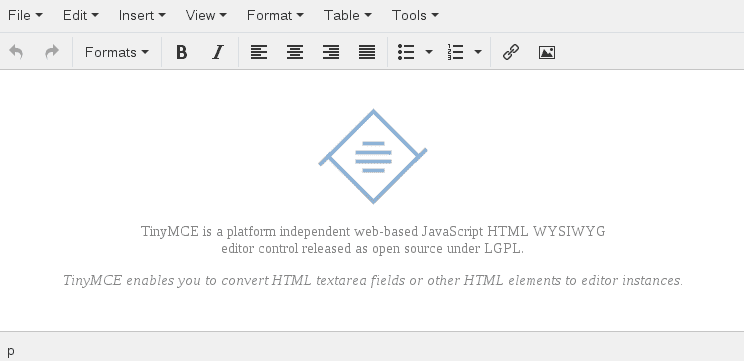 File Edit Insert View Format Table Tools
Formats B I
TinyMCE is a platform independent web-based JavaScript HTML WYSIWYG
editor control released as open source under LGPL.
TinyMCE enables you to convert HTML textarea fields or other HTML elements to editor instances.
p